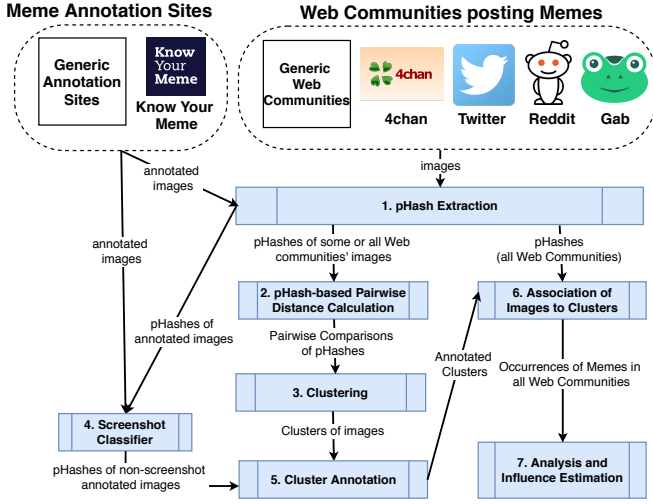 Meme Annotation Sites
Web Communities posting Memes
Generic
Annotation
Sites
Know
Your
Meme
Know Your
Meme
Generic
Web
Communities
4chan
4chan
Twitter
Reddit
Gab
annotated
images
images
1. pHash Extraction
annotated
images
pHashes of some or all Web
communities' images
pHashes
(all Web Communities)
2. pHash-based Pairwise
Distance Calculation
6. Association of
Images to Clusters
pHashes of
annotated images
Pairwise Comparisons
of pHashes
Annotated
Clusters
Occurrences of Memes in
all Web Communities
3. Clustering
4. Screenshot
Classifier
Clusters of images
pHashes of non-screenshot
annotated images
5. Cluster Annotation
7. Analysis and
Influence Estimation